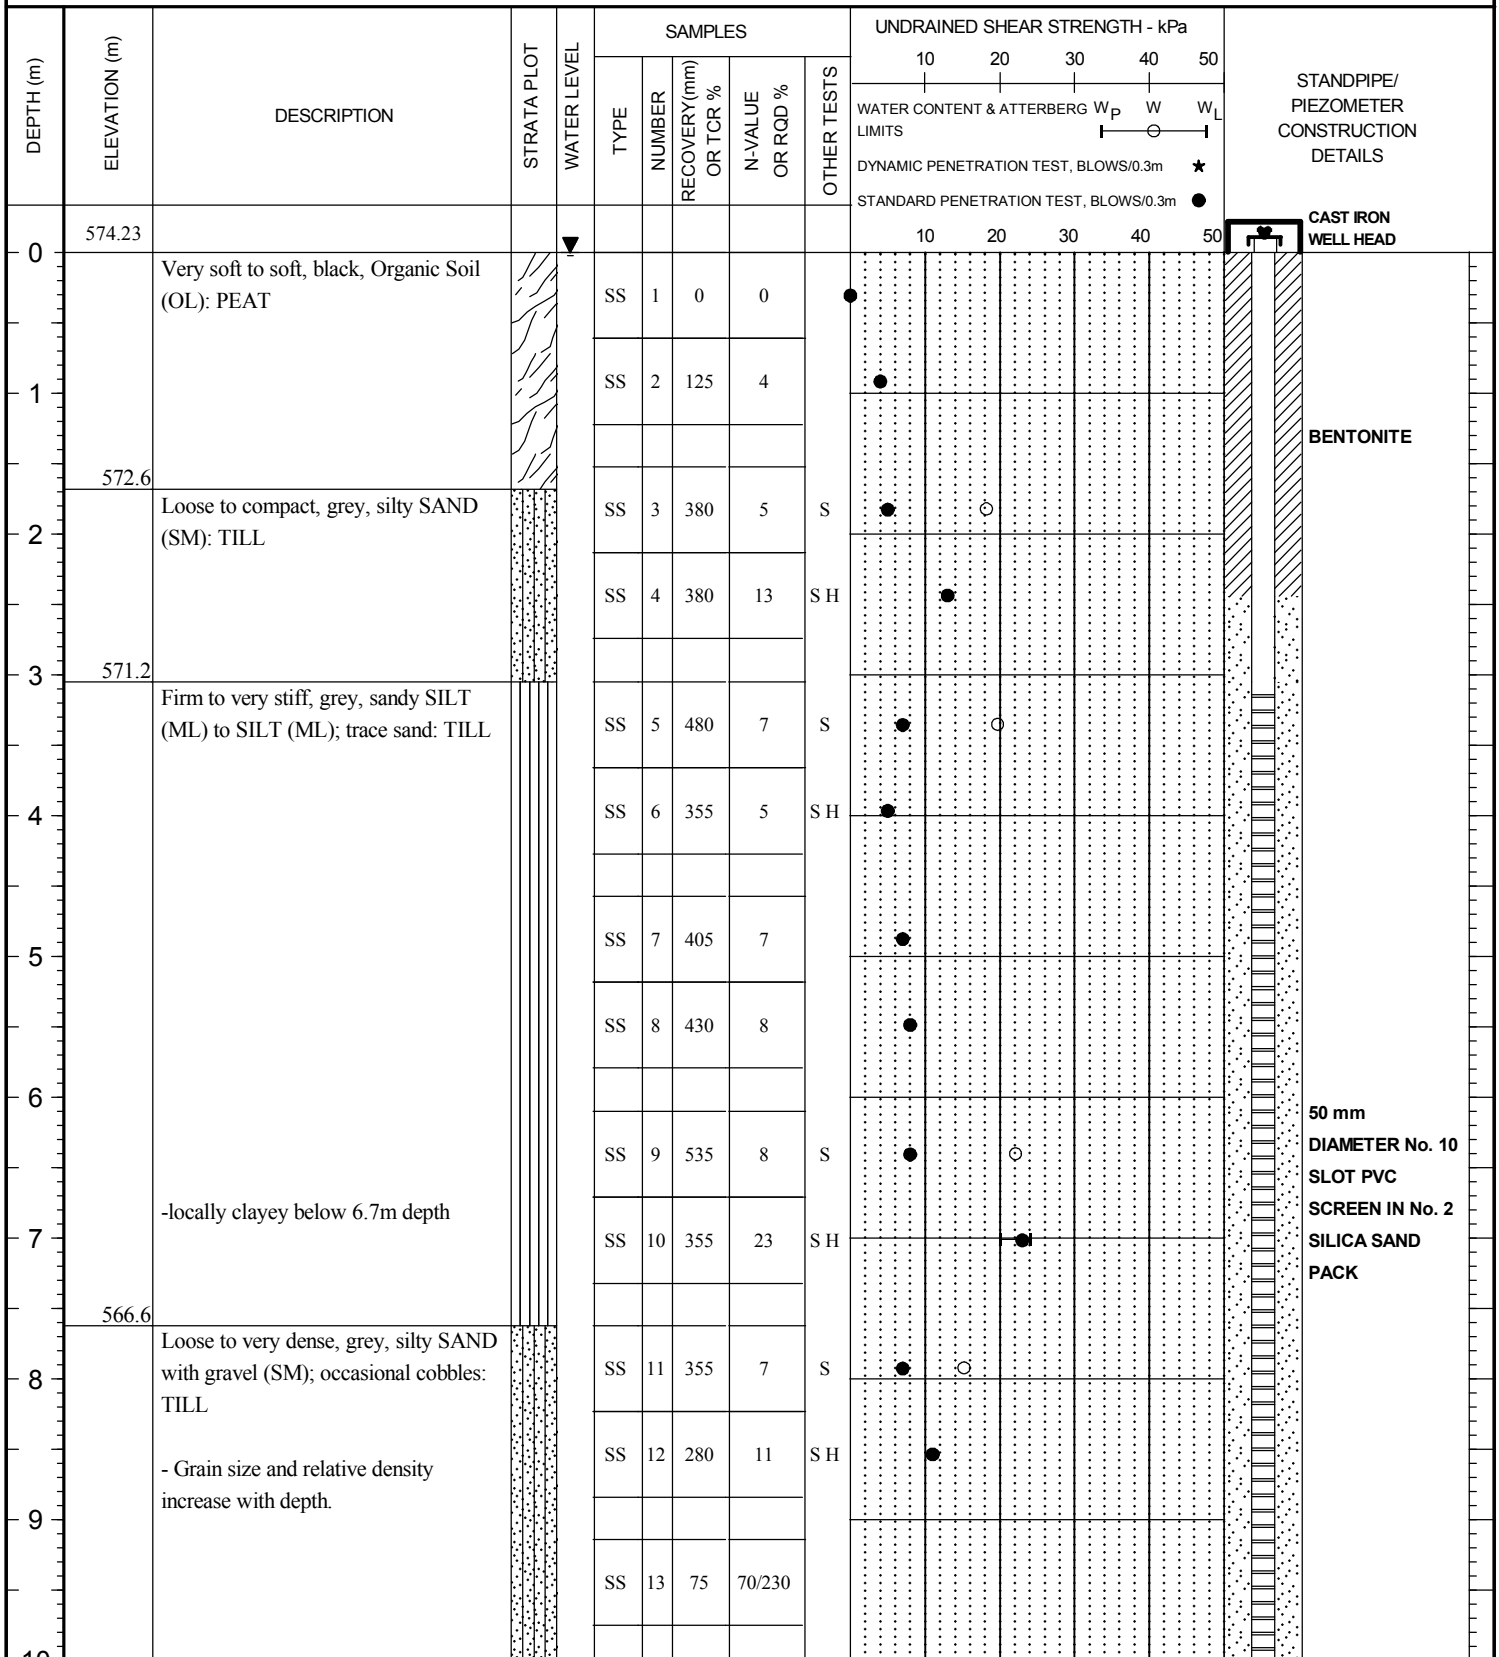 DEPTH (m)
ELEVATION (m)
DESCRIPTION
STRATA PLOT
WATER LEVEL
SAMPLES
TYPE
NUMBER
RECOVERY(mm)
OR TCR %
N-VALUE
OR RQD %
OTHER TESTS
UNDRAINED SHEAR STRENGTH - kPa
10 20 30 40 50
WATER CONTENT & ATTERBERG WP W WL
LIMITS
DYNAMIC PENETRATION TEST, BLOWS/0.3m ★
STANDARD PENETRATION TEST, BLOWS/0.3m ●
10 20 30 40 50
STANDPIPE/
PIEZOMETER
CONSTRUCTION
DETAILS
CAST IRON
WELL HEAD
574.23
0
Very soft to soft, black, Organic Soil
(OL): PEAT
SS 1 0 0
SS 2 125 4
1
BENTONITE
572.6
Loose to compact, grey, silty SAND
(SM): TILL
SS 3 380 5 S
2
SS 4 380 13 S H
571.2
3
Firm to very stiff, grey, sandy SILT
(ML) to SILT (ML); trace sand: TILL
SS 5 480 7 S
SS 6 355 5 S H
4
SS 7 405 7
5
SS 8 430 8
6
50 mm
DIAMETER No. 10
SLOT PVC
SCREEN IN No. 2
SILICA SAND
PACK
SS 9 535 8 S
-locally clayey below 6.7m depth
7
SS 10 355 23 S H
566.6
Loose to very dense, grey, silty SAND
with gravel (SM); occasional cobbles:
TILL
SS 11 355 7 S
8
SS 12 280 11 S H
- Grain size and relative density
increase with depth.
9
SS 13 75 70/230
10